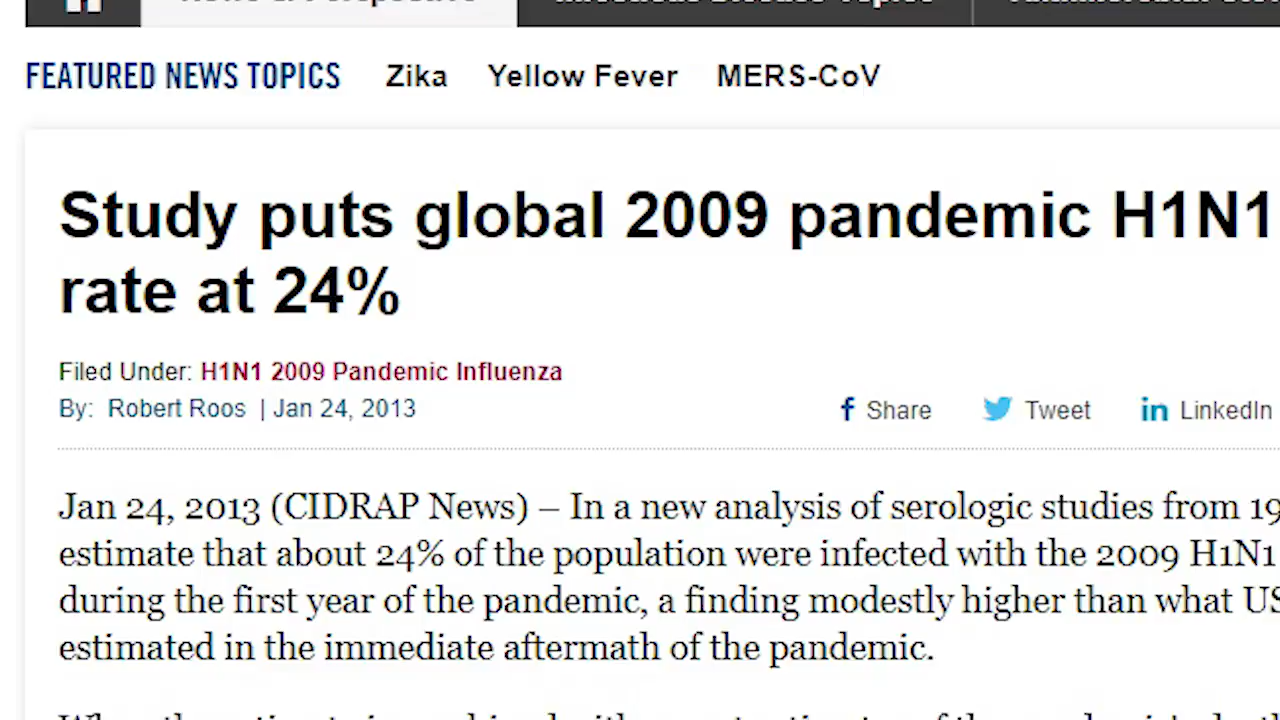 FEATURED NEWS TOPICS Zika Yellow Fever MERS-CoV
Study puts global 2009 pandemic H1N1
rate at 24%
Filed Under: H1N1 2009 Pandemic Influenza
By: Robert Roos | Jan 24, 2013
Share Tweet LinkedIn
Jan 24, 2013 (CIDRAP News) – In a new analysis of serologic studies from
estimate that about 24% of the population were infected with the 2009 H1N1
during the first year of the pandemic, a finding modestly higher than what US
estimated in the immediate aftermath of the pandemic.